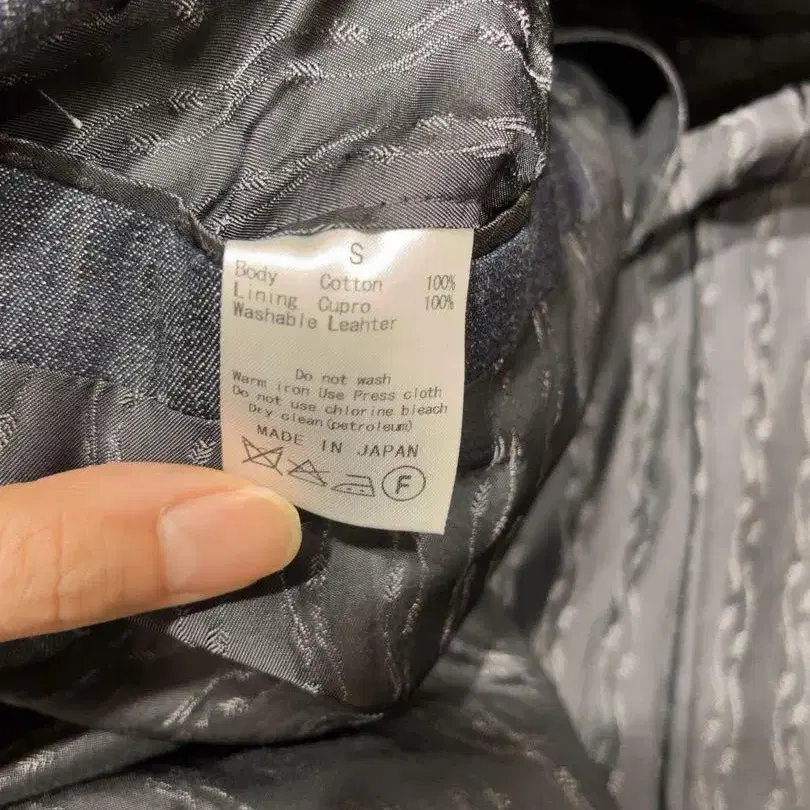 S
Body Cotton 100%
Lining Cupro 100%
Washable Leahter
Do not wash
Warm iron Use Press cloth
Do not use chlorine bleach
Dry clean(petroleum)
MADE IN JAPAN
F